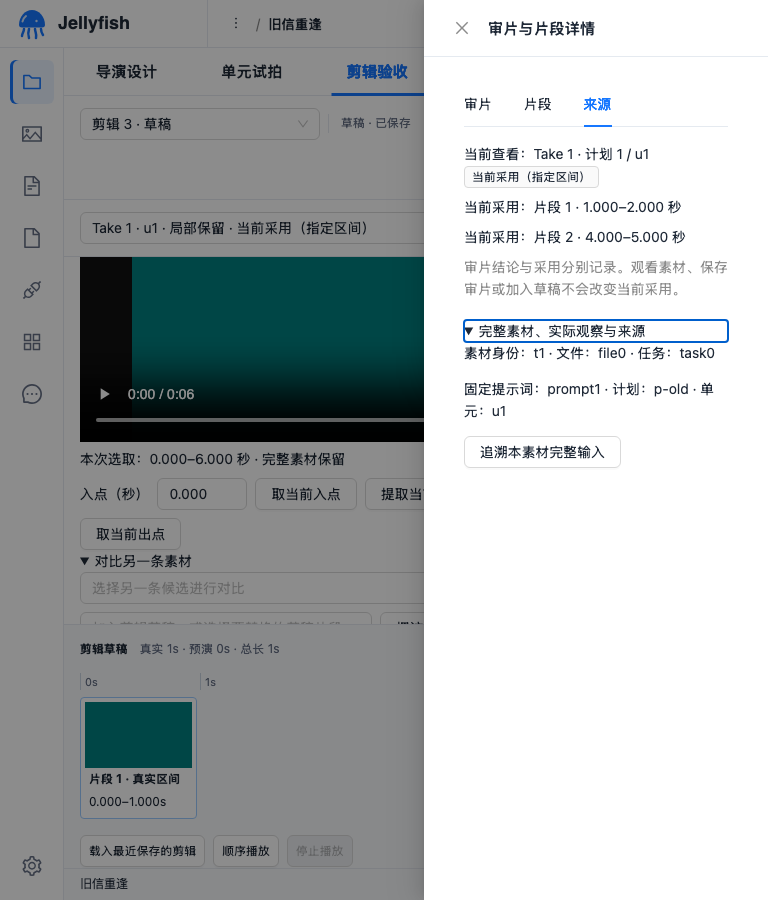 Jellyfish
⋮ / 旧信重逢
导演设计 单元试拍 剪辑验收
剪辑 3 · 草稿 草稿 · 已保存
Take 1 · u1 · 局部保留 · 当前采用（指定区间）
0:00 / 0:06
本次选取：0.000–6.000 秒 · 完整素材保留
入点（秒） 0.000 取当前入点 提取当
取当前出点
▼ 对比另一条素材
选择另一条候选进行对比
剪辑草稿 真实 1s · 预演 0s · 总长 1s
0s 1s
片段 1 · 真实区间
0.000–1.000s
载入最近保存的剪辑 顺序播放 停止播放
旧信重逢
审片与片段详情
审片 片段 来源
当前查看：Take 1 · 计划 1 / u1
当前采用（指定区间）
当前采用：片段 1 · 1.000–2.000 秒
当前采用：片段 2 · 4.000–5.000 秒
审片结论与采用分别记录。观看素材、保存
审片或加入草稿不会改变当前采用。
▼ 完整素材、实际观察与来源
素材身份：t1 · 文件：file0 · 任务：task0
固定提示词：prompt1 · 计划：p-old · 单
元：u1
追溯本素材完整输入